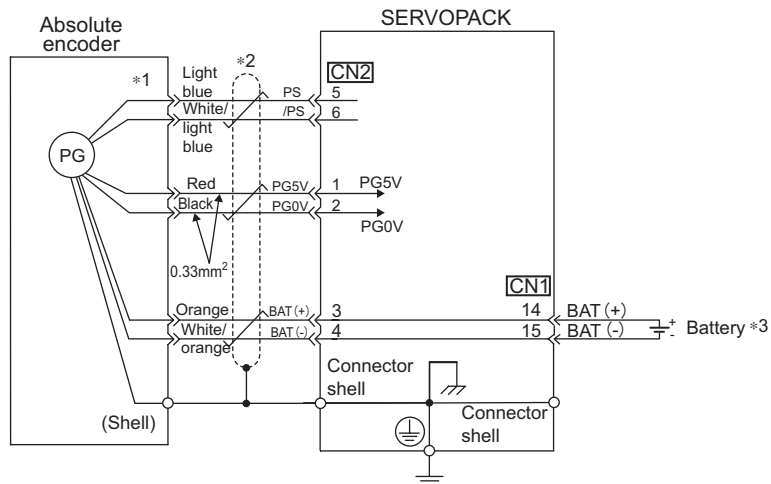 SERVOPACK
Absolute
encoder
*1
*2
Light
blue
PS
CN2
5
White/
light
blue
/PS
6
PG
Red
PG5V
1
PG5V
Black
PG0V
2
PG0V
0.33mm2
CN1
Orange
BAT(+)
3
14
BAT(+)
White/
orange
BAT(-)
4
15
BAT(-)
+
-
Battery *3
Connector
shell
(Shell)
Connector
shell